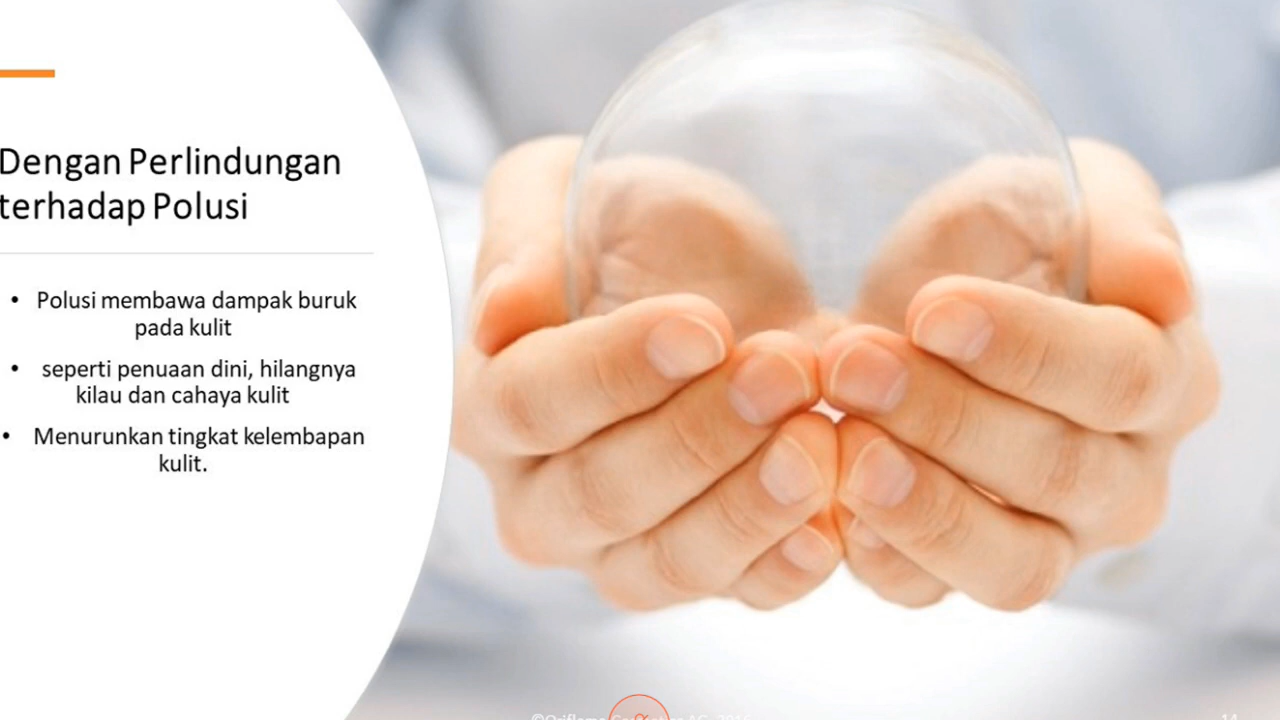 Dengan Perlindungan
terhadap Polusi
• Polusi membawa dampak buruk
pada kulit
• seperti penuaan dini, hilangnya
kilau dan cahaya kulit
• Menurunkan tingkat kelembapan
kulit.